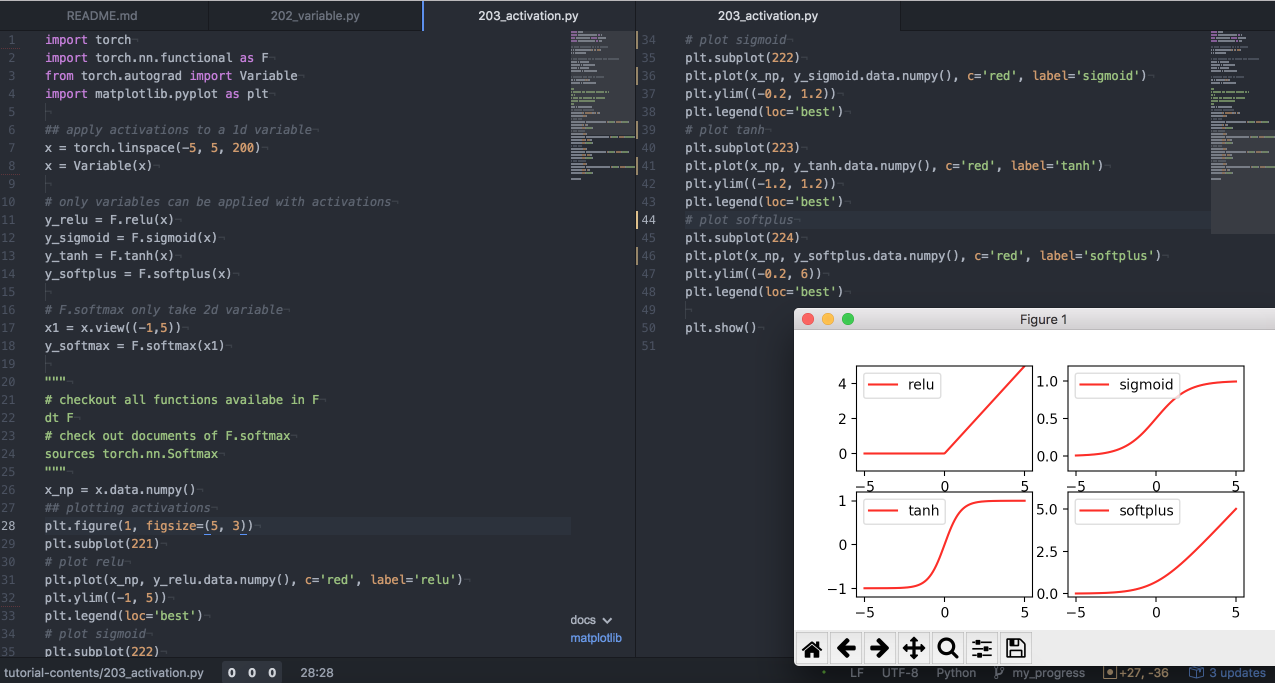 README.md
202_variable.py
203_activation.py
203_activation.py
1 import torch
2 import torch.nn.functional as F
3 from torch.autograd import Variable
4 import matplotlib.pyplot as plt
5
6 ## apply activations to a 1d variable
7 x = torch.linspace(-5, 5, 200)
8 x = Variable(x)
9
10 # only variables can be applied with activations
11 y_relu = F.relu(x)
12 y_sigmoid = F.sigmoid(x)
13 y_tanh = F.tanh(x)
14 y_softplus = F.softplus(x)
15
16 # F.softmax only take 2d variable
17 x1 = x.view((-1,5))
18 y_softmax = F.softmax(x1)
19
20 """
21 # checkout all functions availabe in F
22 dt F
23 # check out documents of F.softmax
24 sources torch.nn.Softmax
25 """
26 x_np = x.data.numpy()
27 ## plotting activations
28 plt.figure(1, figsize=(5, 3))
29 plt.subplot(221)
30 # plot relu
31 plt.plot(x_np, y_relu.data.numpy(), c='red', label='relu')
32 plt.ylim((-1, 5))
33 plt.legend(loc='best')
34 # plot sigmoid
35 plt.subplot(222)
docs
matplotlib
34 # plot sigmoid
35 plt.subplot(222)
36 plt.plot(x_np, y_sigmoid.data.numpy(), c='red', label='sigmoid')
37 plt.ylim((-0.2, 1.2))
38 plt.legend(loc='best')
39 # plot tanh
40 plt.subplot(223)
41 plt.plot(x_np, y_tanh.data.numpy(), c='red', label='tanh')
42 plt.ylim((-1.2, 1.2))
43 plt.legend(loc='best')
44 # plot softplus
45 plt.subplot(224)
46 plt.plot(x_np, y_softplus.data.numpy(), c='red', label='softplus')
47 plt.ylim((-0.2, 6))
48 plt.legend(loc='best')
49
50 plt.show()
51
Figure 1
relu
4
2
0
−5 0 5
sigmoid
1.0
0.5
0.0
−5 0 5
tanh
1
0
−1
−5 0 5
softplus
5.0
2.5
0.0
−5 0 5
tutorial-contents/203_activation.py 0 0 0 28:28 LF UTF-8 Python my_progress +27, -36 3 updates